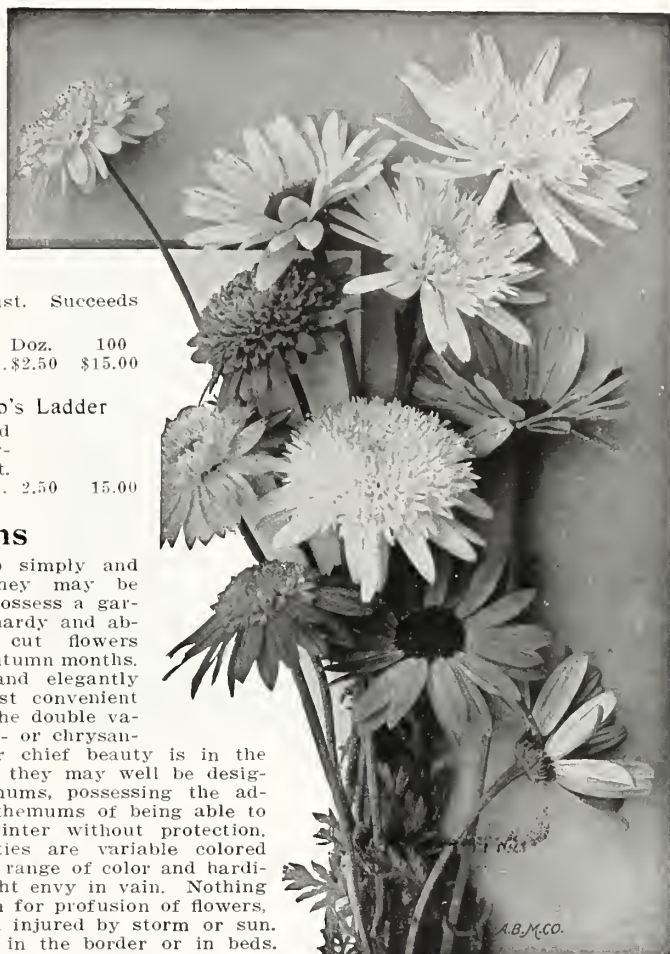 ıst. Succeeds
Doz. 100
.$2.50 $15.00
o's Ladder
d
r-
t.
. 2.50 15.00
ns
o simply and
hey may be
ossess a gar-
hardy and ab-
cut flowers
utumn months.
and elegantly
st convenient
he double va-
- or chrysan-
r chief beauty is in the
they may well be desig-
mums, possessing the ad-
themums of being able to
vinter without protection.
ties are variable colored
range of color and hardi-
ht envy in vain. Nothing
n for profusion of flowers,
injured by storm or sun.
in the border or in beds.
A.B.M.CO.